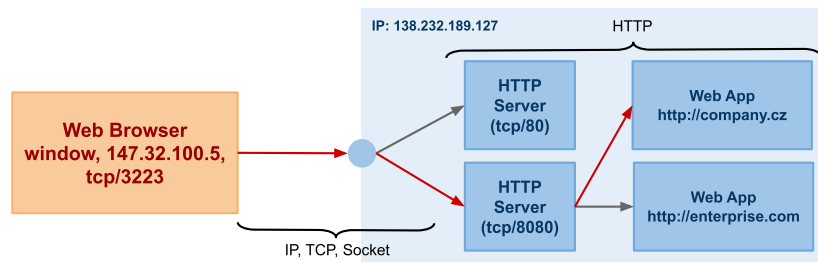 IP: 138.232.189.127
HTTP
Web Browser
window, 147.32.100.5,
tcp/3223
HTTP
Server
(tcp/80)
Web App
http://company.cz
HTTP
Server
(tcp/8080)
Web App
http://enterprise.com
IP, TCP, Socket